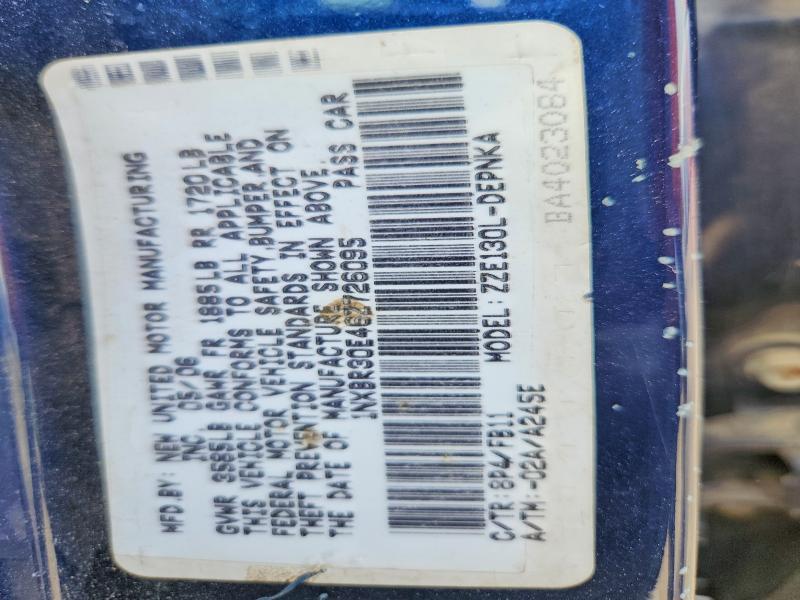 MFD.BY: NEW UNITED MOTOR MANUFACTURING
INC. 05/06
GVWR 3585LB GAWR FR 1885LB RR 1720LB
THIS VEHICLE CONFORMS TO ALL APPLICABLE
FEDERAL MOTOR VEHICLE SAFETY,BUMPER AND
THEFT PREVENTION STANDARDS IN EFFECT ON
THE DATE OF MANUFACTURE SHOWN ABOVE.
1NXBR30E46Z726095 PASS CAR
C/TR:8P4/FB11 MODEL:ZZE130L-DEPNKA
A/TM:-02A/A245E
BA4023084